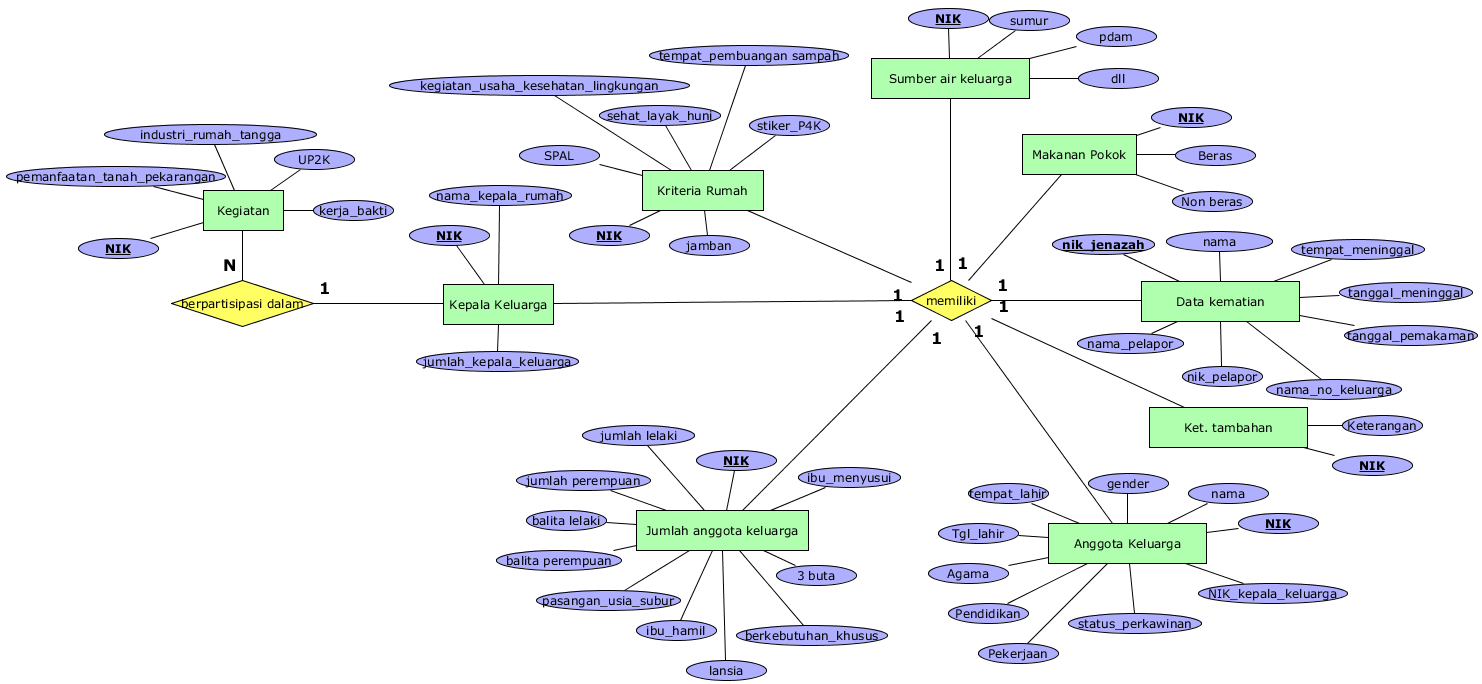 NIK
sumur
pdam
dll
Sumber air keluarga
tempat_pembuangan sampah
kegiatan_usaha_kesehatan_lingkungan
sehat_layak_huni
stiker_P4K
SPAL
Kriteria Rumah
NIK
jamban
NIK
Makanan Pokok
Beras
Non beras
industri_rumah_tangga
UP2K
pemanfaatan_tanah_pekarangan
Kegiatan
kerja_bakti
NIK
nama_kepala_rumah
NIK
N
berpartisipasi dalam
1
Kepala Keluarga
jumlah_kepala_keluarga
1
1
1
1
1
1
1
1
memiliki
nik_jenazah
nama
tempat_meninggal
Data kematian
tanggal_meninggal
tanggal_pemakaman
nama_pelapor
nik_pelapor
nama_no_keluarga
Ket. tambahan
Keterangan
NIK
jumlah lelaki
NIK
ibu_menyusui
jumlah perempuan
balita lelaki
Jumlah anggota keluarga
balita perempuan
3 buta
pasangan_usia_subur
ibu_hamil
berkebutuhan_khusus
lansia
tempat_lahir
gender
nama
Tgl_lahir
Anggota Keluarga
NIK
Agama
NIK_kepala_keluarga
Pendidikan
status_perkawinan
Pekerjaan